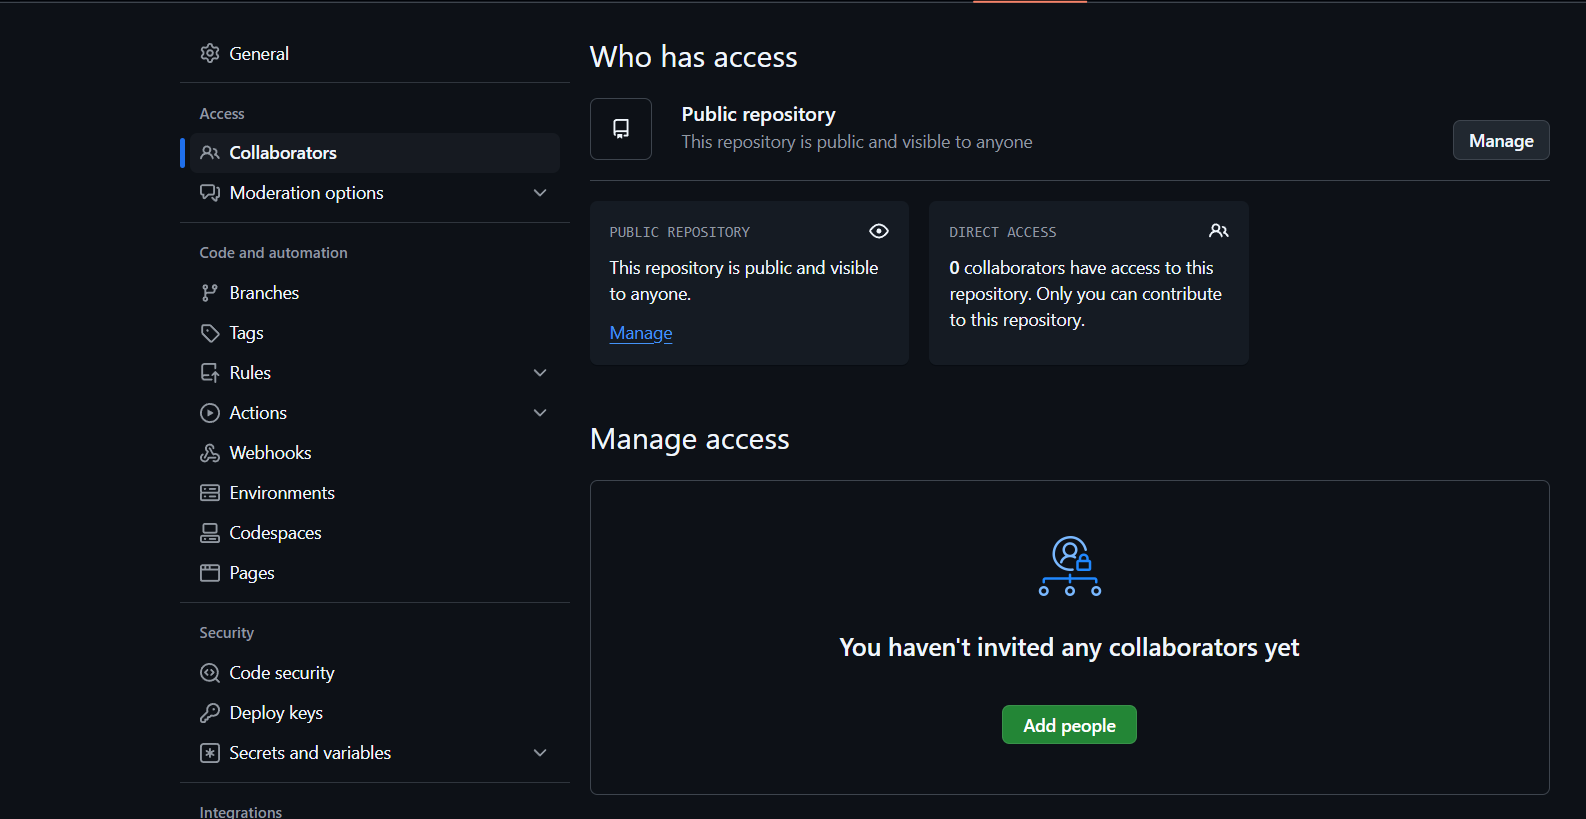 General
Access
Collaborators
Moderation options
Code and automation
Branches
Tags
Rules
Actions
Webhooks
Environments
Codespaces
Pages
Security
Code security
Deploy keys
Secrets and variables
Integrations
Who has access
Public repository
This repository is public and visible to anyone
Manage
PUBLIC REPOSITORY
This repository is public and visible
to anyone.
Manage
DIRECT ACCESS
0 collaborators have access to this
repository. Only you can contribute
to this repository.
Manage access
You haven't invited any collaborators yet
Add people